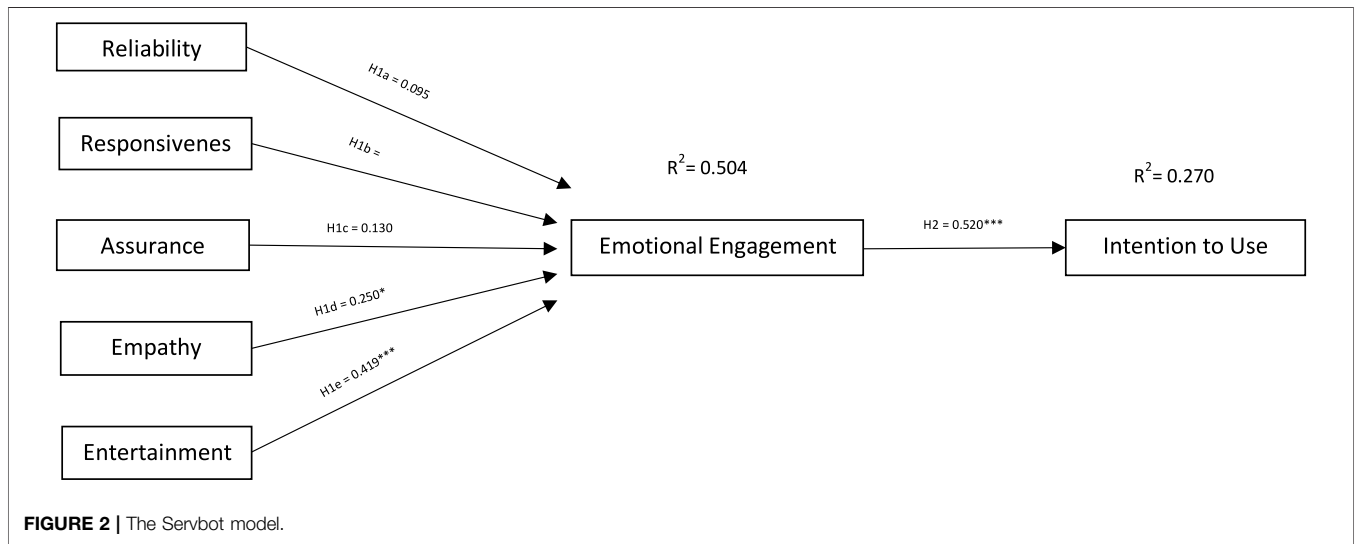 Reliability
H1a = 0.095
Responsivenes
H1b =
R²= 0.504
R²= 0.270
Assurance
H1c = 0.130
Emotional Engagement
H2 = 0.520***
Intention to Use
H1d = 0.250*
Empathy
H1e = 0.419***
Entertainment
FIGURE 2 | The Servbot model.